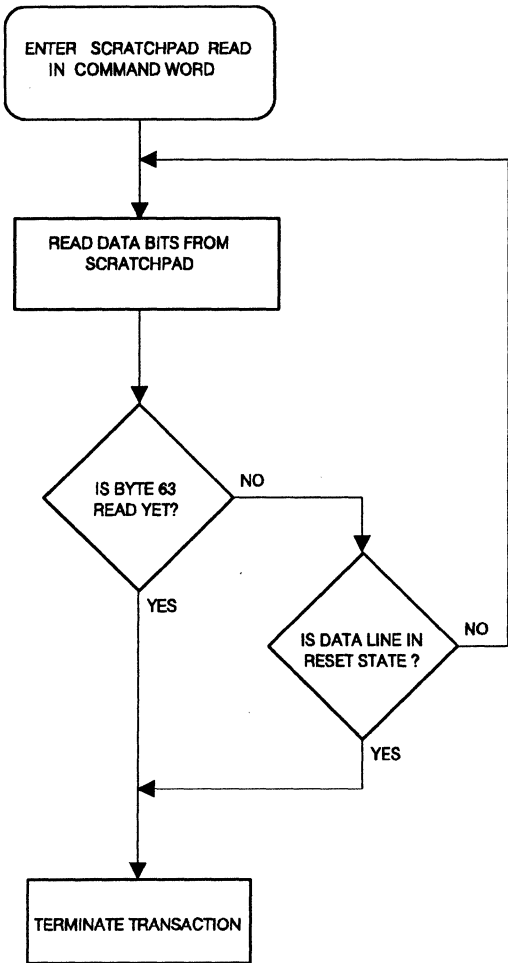 ENTER SCRATCHPAD READ
IN COMMAND WORD
READ DATA BITS FROM
SCRATCHPAD
IS BYTE 63
READ YET?
NO
YES
IS DATA LINE IN
RESET STATE ?
NO
YES
TERMINATE TRANSACTION